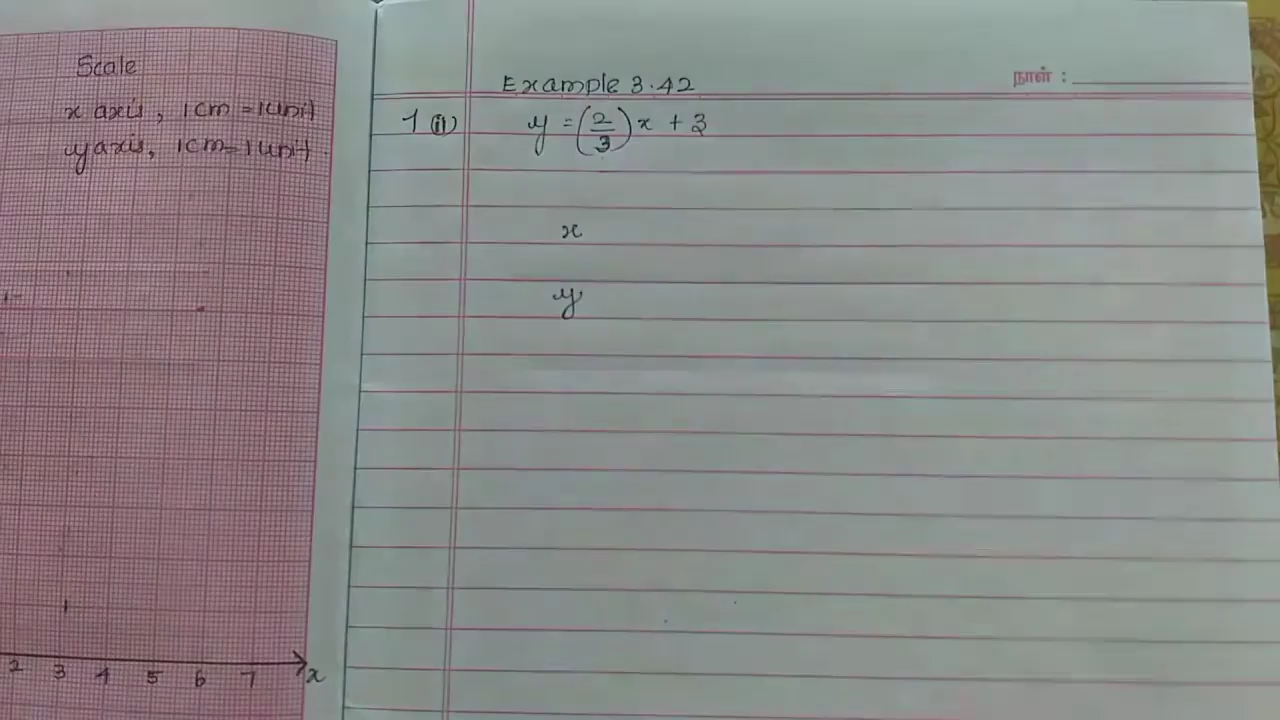 Scale
x axis, 1cm = 1unit
y axis, 1cm = 1unit.
2 3 4 5 6 7 x
நாள் :
Example 3.42
1 (ii) y = (2/3) x + 3
x
y